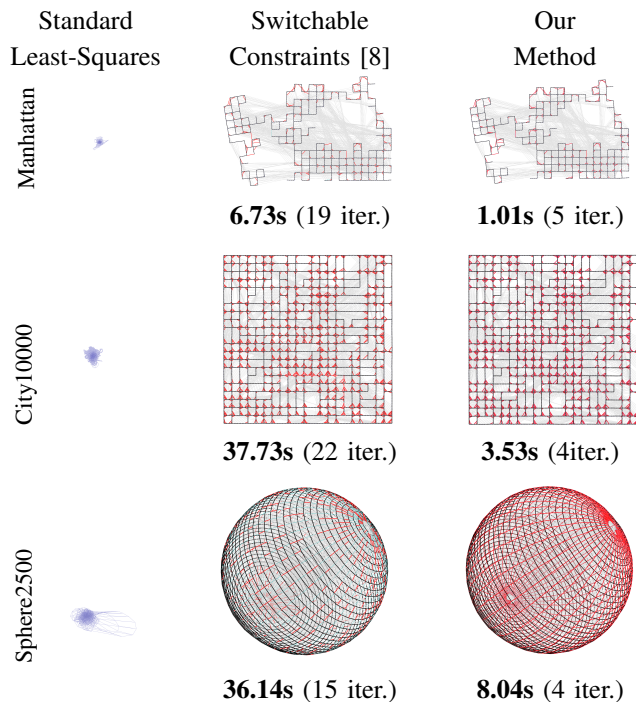 Standard
Least-Squares
Switchable
Constraints [8]
Our
Method
Manhattan
6.73s (19 iter.)
1.01s (5 iter.)
City10000
37.73s (22 iter.)
3.53s (4iter.)
Sphere2500
36.14s (15 iter.)
8.04s (4 iter.)